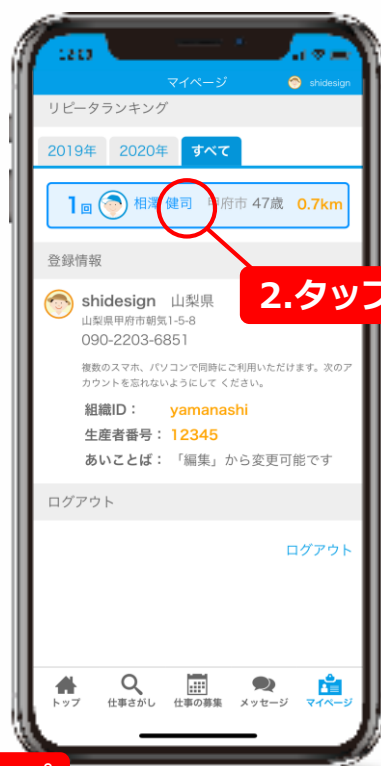 マイページ
shidesign
リピータランキング
2019年 2020年 すべて
1回 相澤 健司 甲府市 47歳 0.7km
2.タップ
登録情報
shidesign 山梨県
山梨県甲府市朝気1-5-8
090-2203-6851
複数のスマホ、パソコンで同時にご利用いただけます。次のア
カウントを忘れないようにして ください。
組織ID： yamanashi
生産者番号： 12345
あいことば： 「編集」から変更可能です
ログアウト
ログアウト
トップ 仕事さがし 仕事の募集 メッセージ マイページ